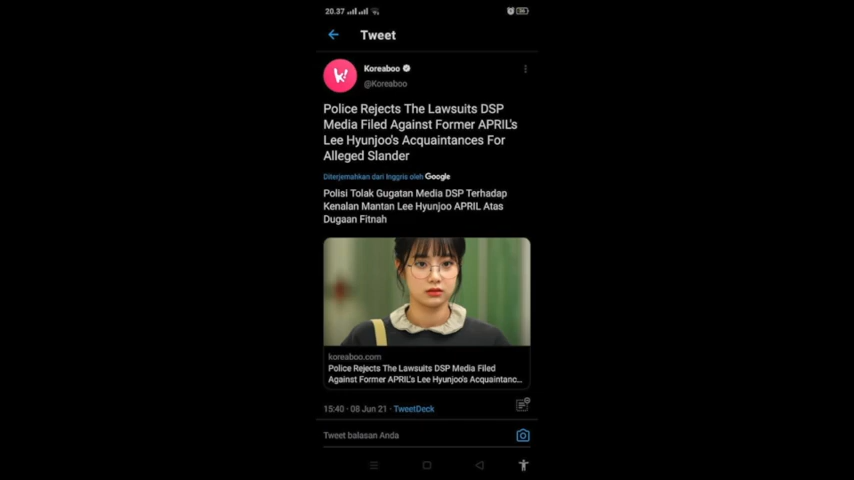 20.37
Tweet
Koreaboo
@Koreaboo
Police Rejects The Lawsuits DSP
Media Filed Against Former APRIL's
Lee Hyunjoo's Acquaintances For
Alleged Slander
Diterjemahkan dari Inggris oleh Google
Polisi Tolak Gugatan Media DSP Terhadap
Kenalan Mantan Lee Hyunjoo APRIL Atas
Dugaan Fitnah
koreaboo.com
Police Rejects The Lawsuits DSP Media Filed
Against Former APRIL's Lee Hyunjoo's Acquaintanc...
15:40 · 08 Jun 21 · TweetDeck
Tweet balasan Anda